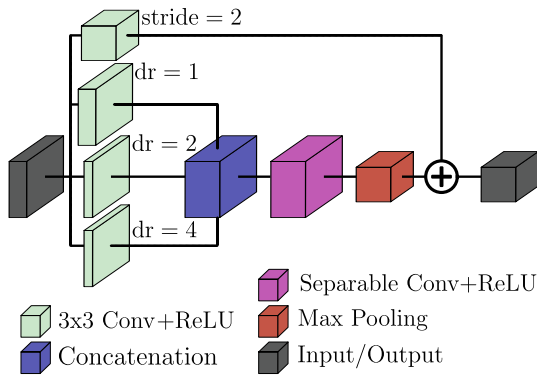 stride = 2
dr = 1
dr = 2
dr = 4
Separable Conv+ReLU
3x3 Conv+ReLU
Max Pooling
Concatenation
Input/Output